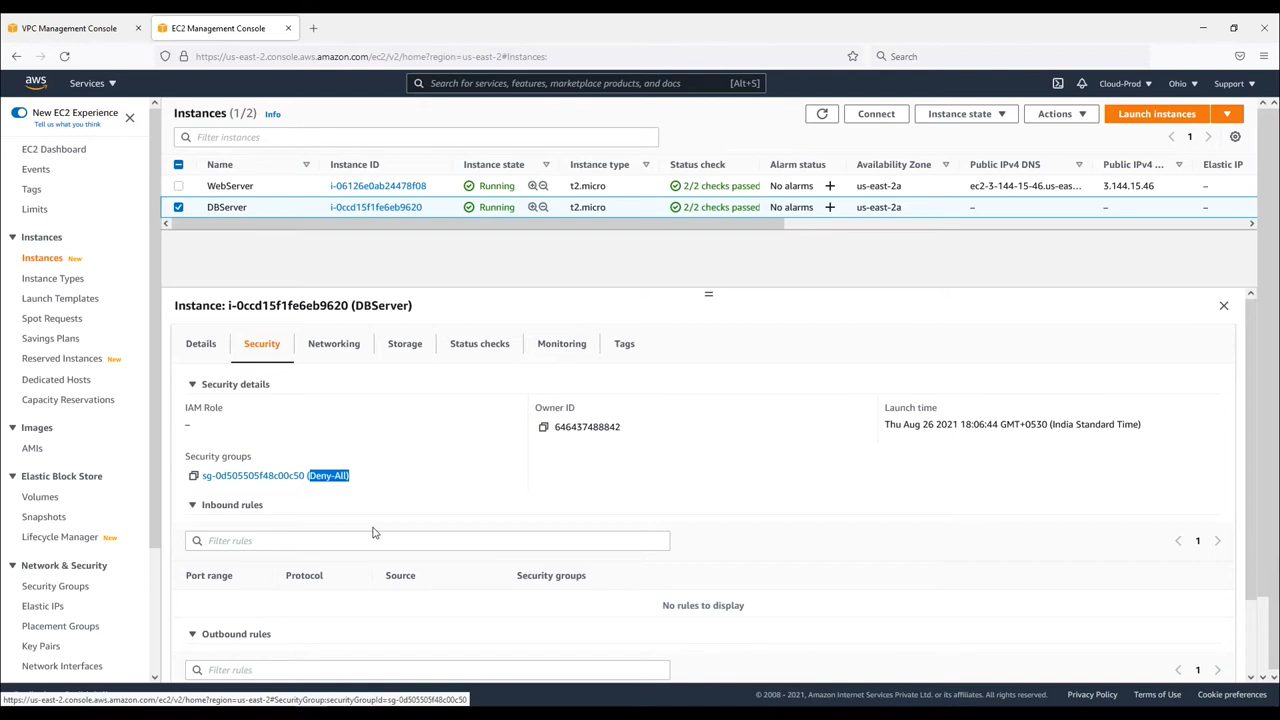 VPC Management Console
EC2 Management Console
https://us-east-2.console.aws.amazon.com/ec2/v2/home?region=us-east-2#Instances:
Search
aws
Services
Search for services, features, marketplace products, and docs
[Alt+S]
Cloud-Prod
Ohio
Support
New EC2 Experience
Tell us what you think
EC2 Dashboard
Events
Tags
Limits
Instances
Instances New
Instance Types
Launch Templates
Spot Requests
Savings Plans
Reserved Instances New
Dedicated Hosts
Capacity Reservations
Images
AMIs
Elastic Block Store
Volumes
Snapshots
Lifecycle Manager New
Network & Security
Security Groups
Elastic IPs
Placement Groups
Key Pairs
Network Interfaces
Instances (1/2) Info
Connect
Instance state
Actions
Launch instances
Filter instances
1
Name Instance ID Instance state Instance type Status check Alarm status Availability Zone Public IPv4 DNS Public IPv4 ... Elastic IP
WebServer i-06126e0ab24478f08 Running t2.micro 2/2 checks passed No alarms + us-east-2a ec2-3-144-15-46.us-eas... 3.144.15.46 –
DBServer i-0ccd15f1fe6eb9620 Running t2.micro 2/2 checks passed No alarms + us-east-2a – – –
Instance: i-0ccd15f1fe6eb9620 (DBServer)
Details Security Networking Storage Status checks Monitoring Tags
Security details
IAM Role
–
Owner ID
646437488842
Launch time
Thu Aug 26 2021 18:06:44 GMT+0530 (India Standard Time)
Security groups
sg-0d505505f48c00c50 (Deny-All)
Inbound rules
Filter rules
1
Port range Protocol Source Security groups
No rules to display
Outbound rules
Filter rules
1
https://us-east-2.console.aws.amazon.com/ec2/v2/home?region=us-east-2#SecurityGroup:securityGroupId=sg-0d505505f48c00c50
© 2008 - 2021, Amazon Internet Services Private Ltd. or its affiliates. All rights reserved.
Privacy Policy
Terms of Use
Cookie preferences